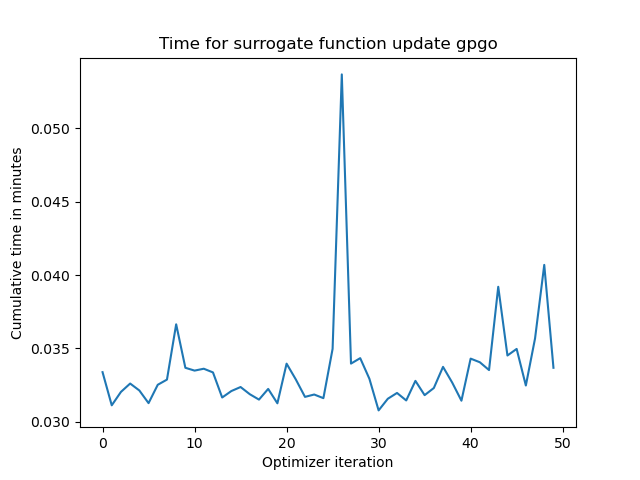 Time for surrogate function update gpgo
Cumulative time in minutes
0.050
0.045
0.040
0.035
0.030
0 10 20 30 40 50
Optimizer iteration